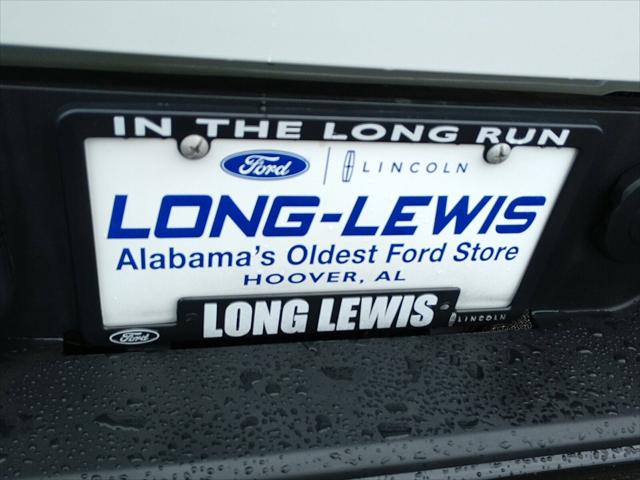 IN THE LONG RUN
Ford | LINCOLN
LONG-LEWIS
Alabama's Oldest Ford Store
HOOVER, AL
LONG LEWIS
Ford LINCOLN